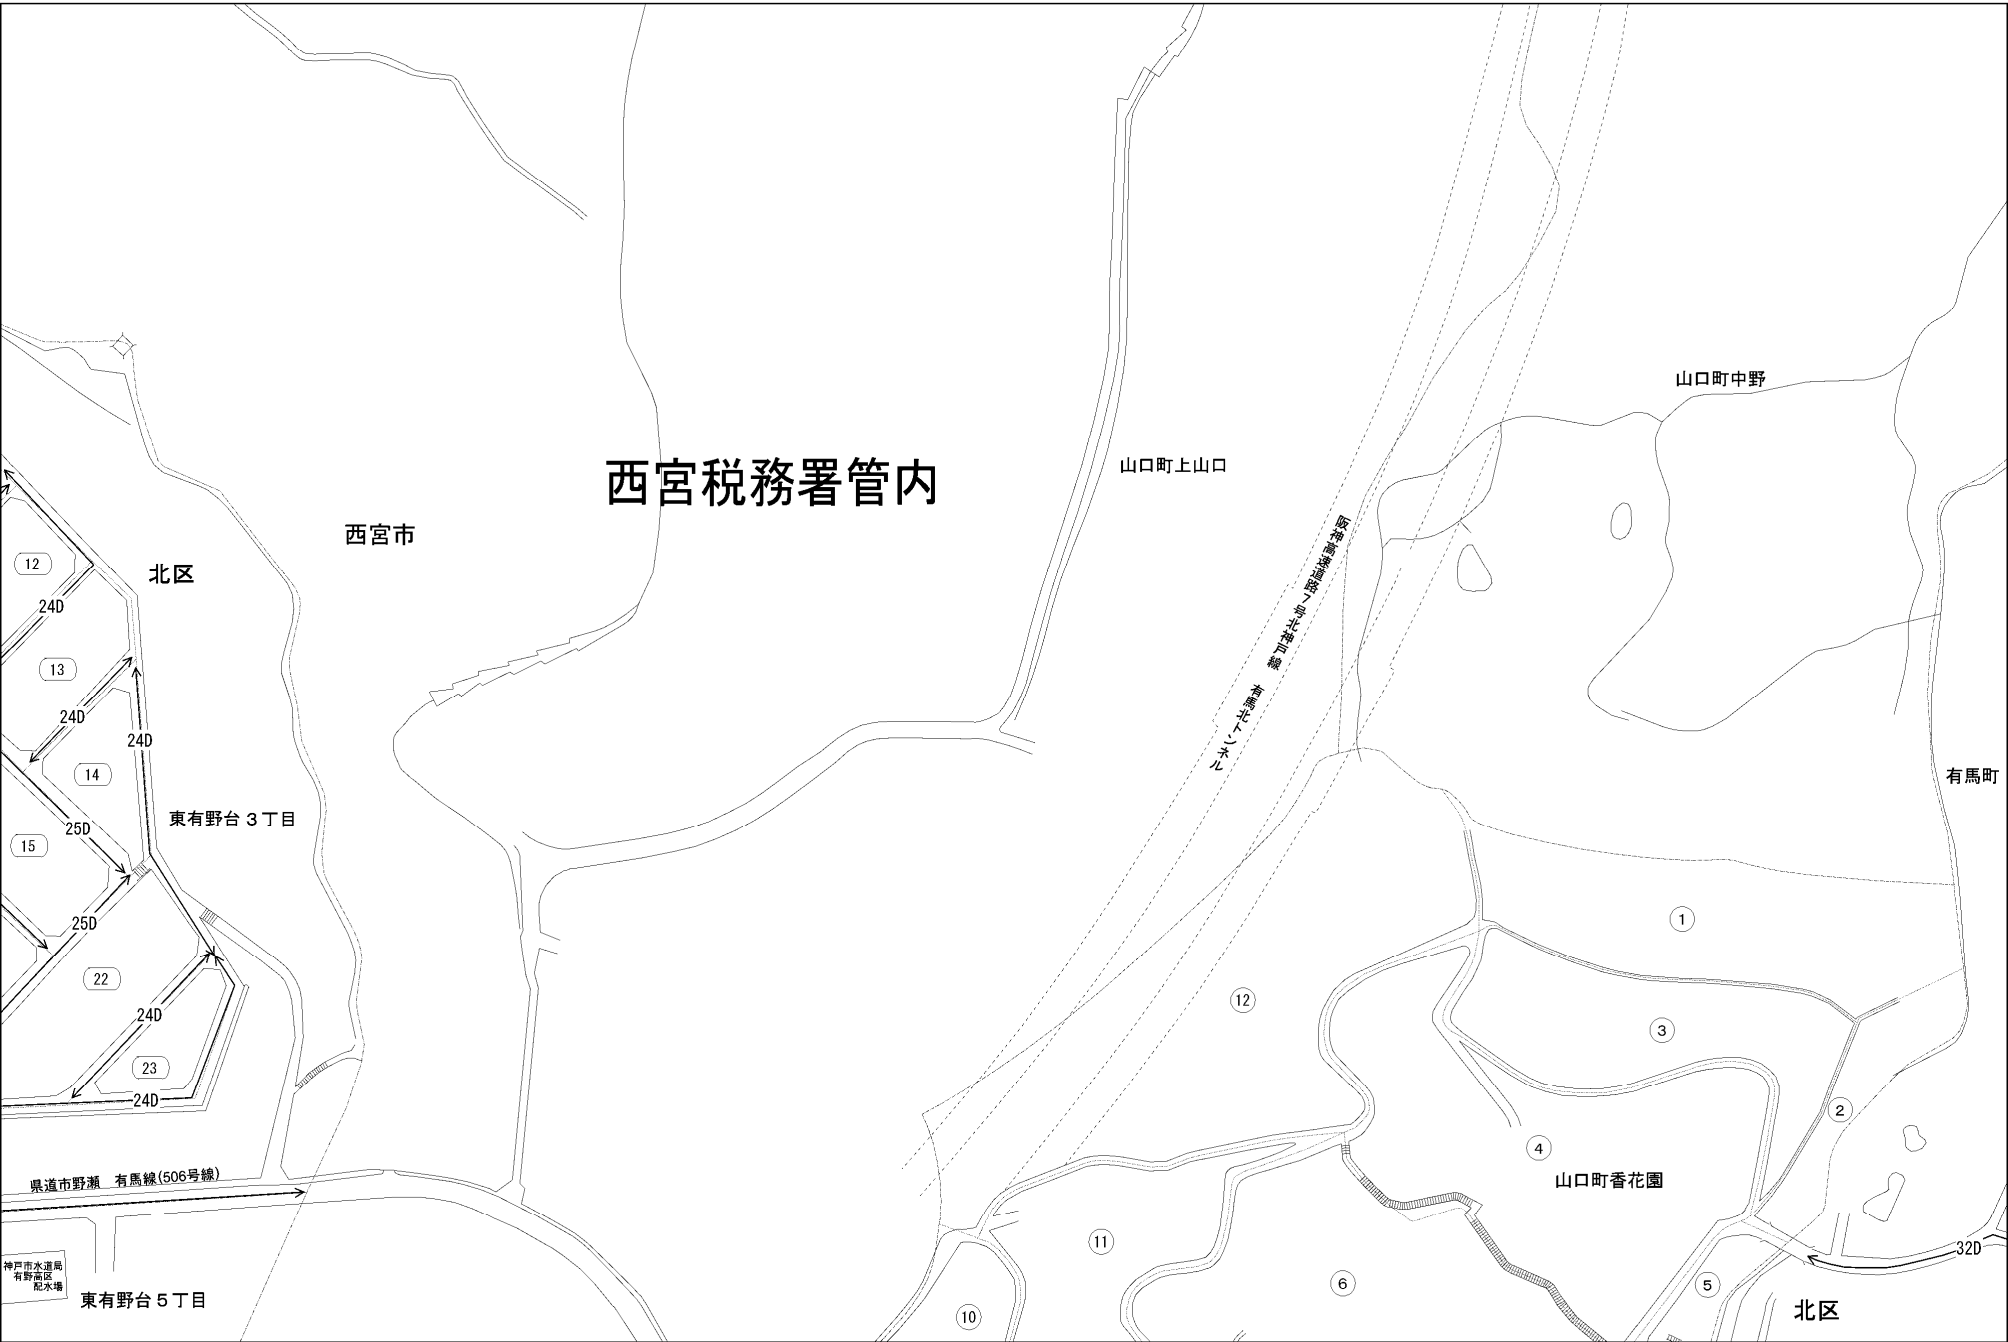 山口町中野
西宮税務署管内
山口町上山口
西宮市
阪神高速道路7号北神戸線　有馬北トンネル
北区
12
24D
13
24D
24D
14
有馬町
東有野台3丁目
25D
15
25D
1
22
12
24D
3
23
24D
2
4
県道市野瀬　有馬線(506号線)
山口町香花園
11
32D
神戸市水道局
有野高区
配水場
6
5
東有野台5丁目
10
北区